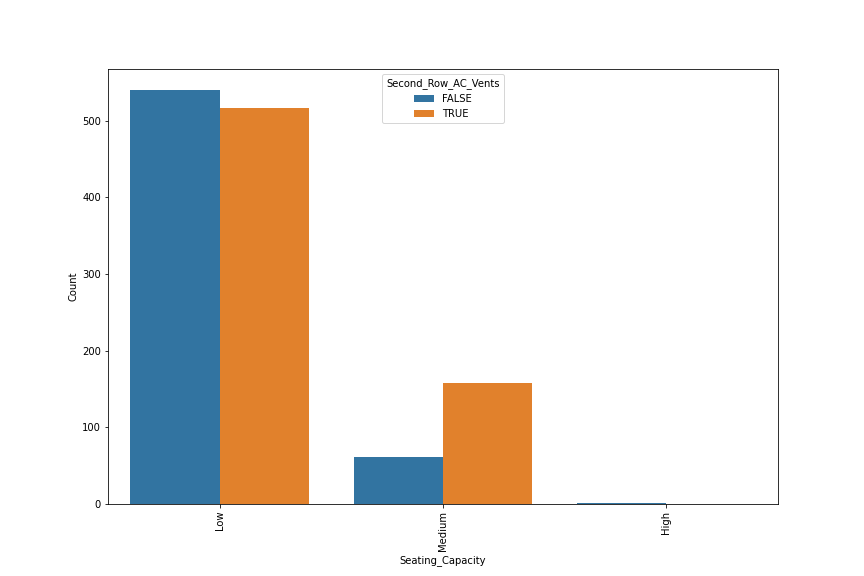 Second_Row_AC_Vents
FALSE
TRUE
500
400
300
200
100
0
Count
Low
Medium
High
Seating_Capacity